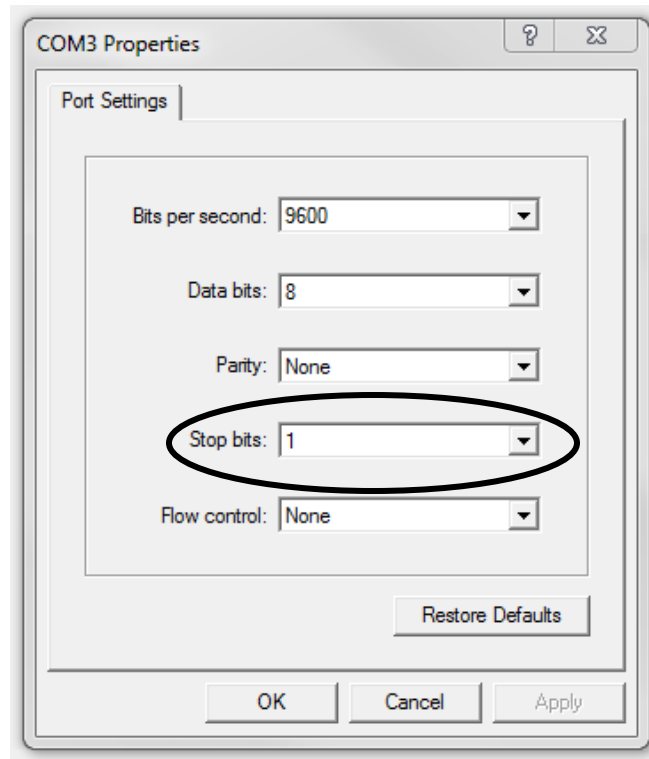 COM3 Properties
Port Settings
Bits per second: 9600
Data bits: 8
Parity: None
Stop bits: 1
Flow control: None
Restore Defaults
OK Cancel Apply